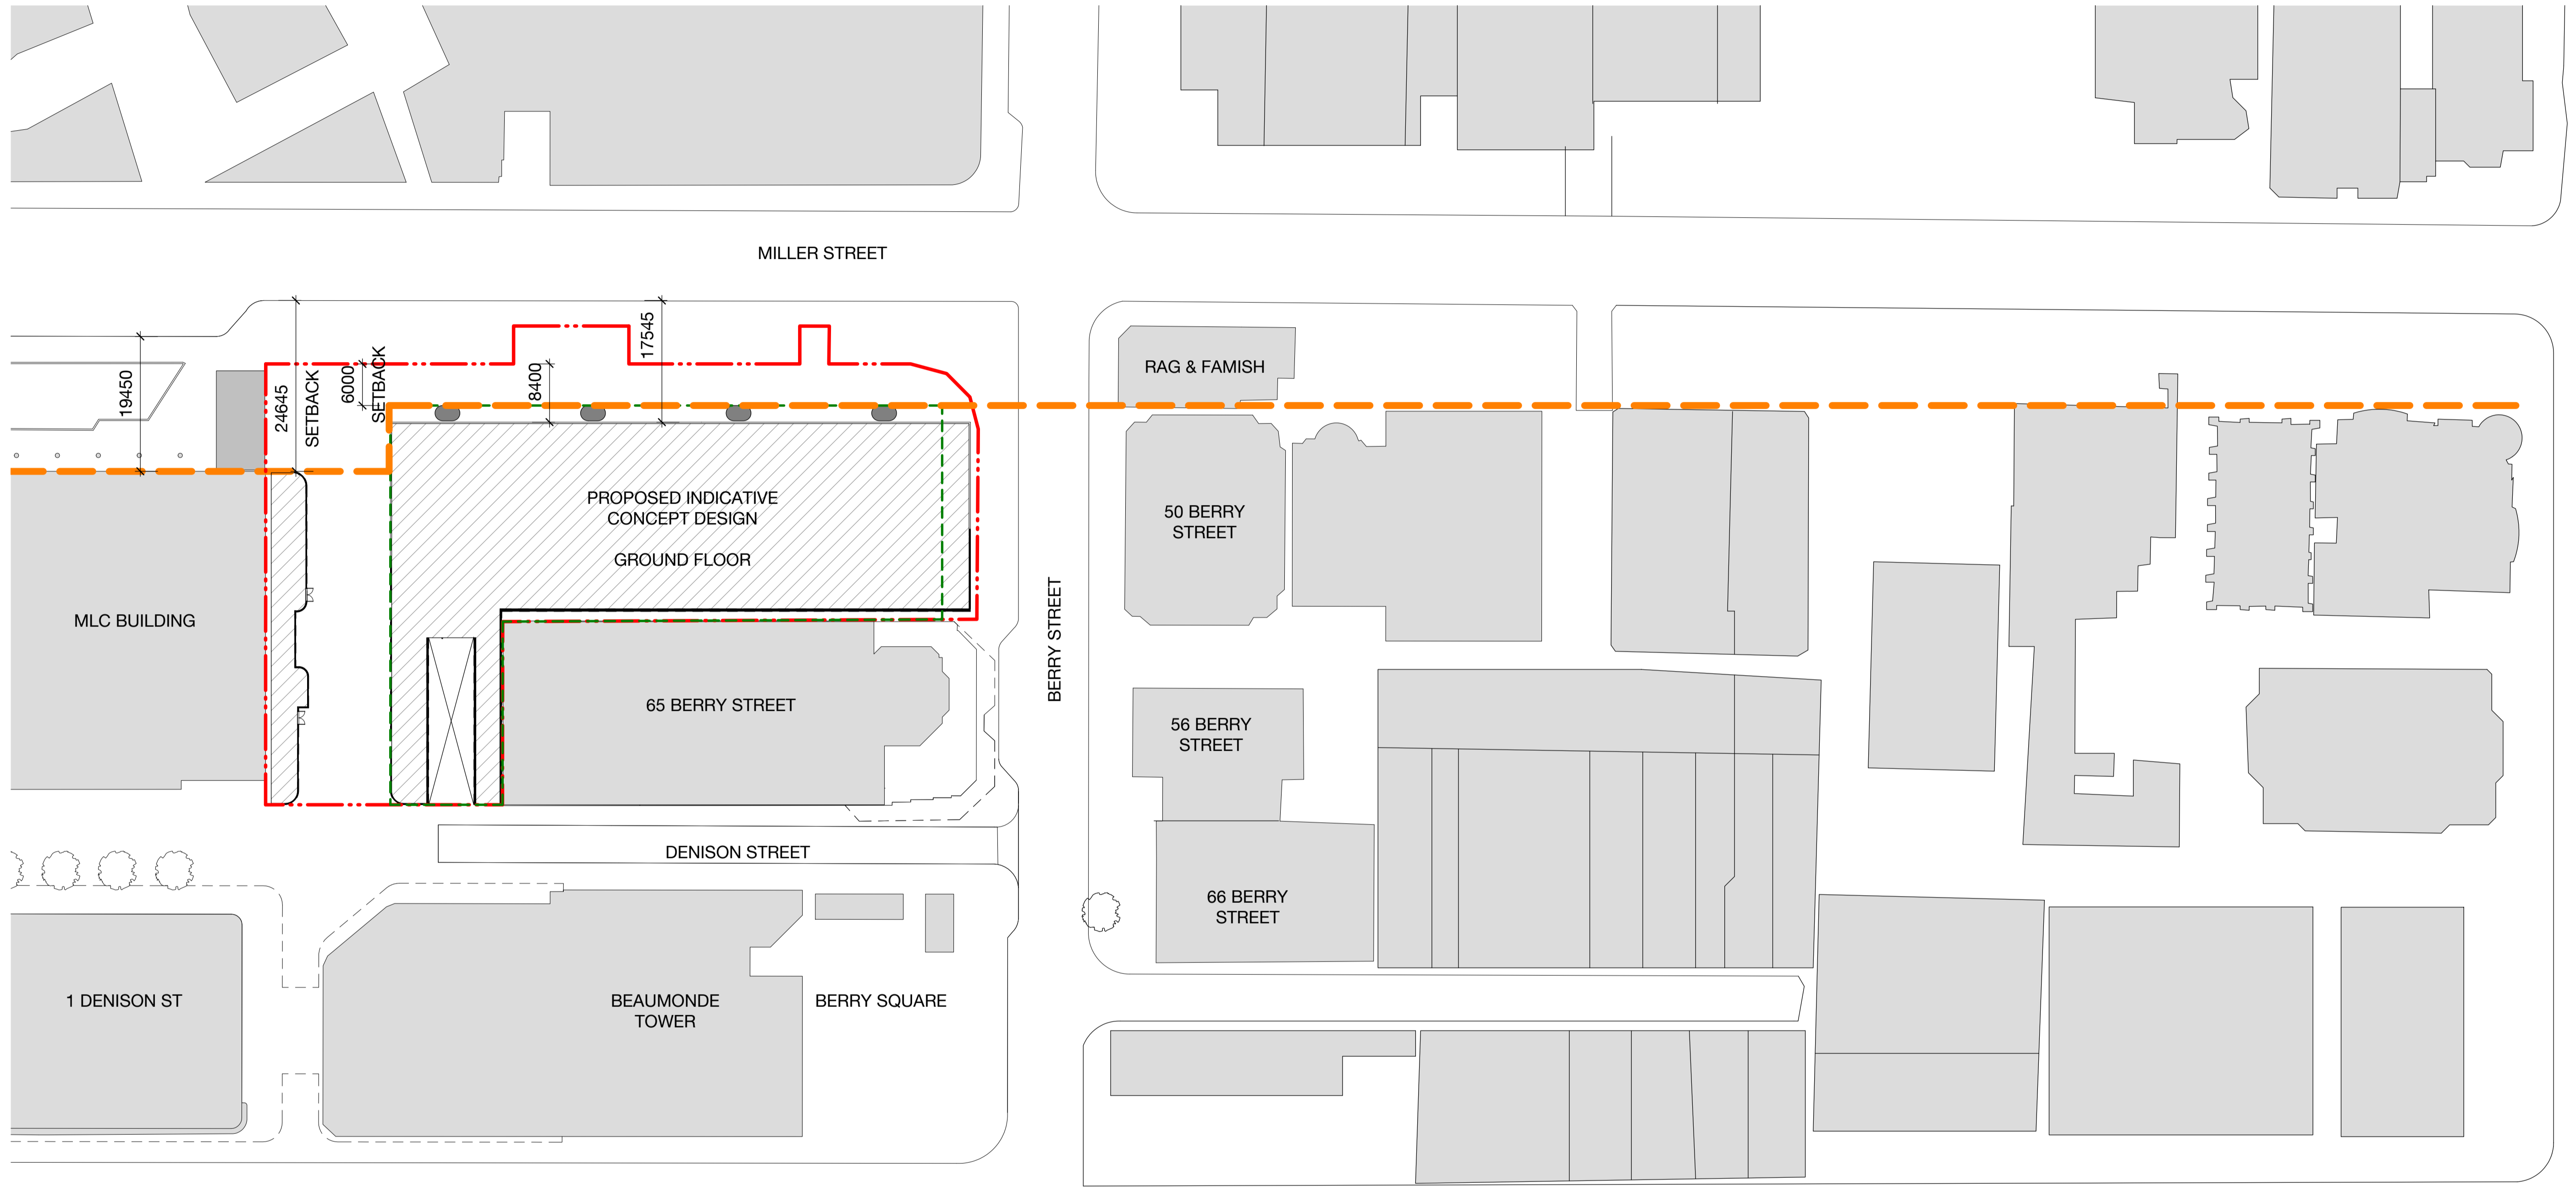 MILLER STREET
19450
24645
SETBACK
6000
SETBACK
8400
17545
RAG & FAMISH
PROPOSED INDICATIVE
CONCEPT DESIGN
GROUND FLOOR
50 BERRY
STREET
MLC BUILDING
BERRY STREET
65 BERRY STREET
56 BERRY
STREET
DENISON STREET
66 BERRY
STREET
1 DENISON ST
BEAUMONDE
TOWER
BERRY SQUARE